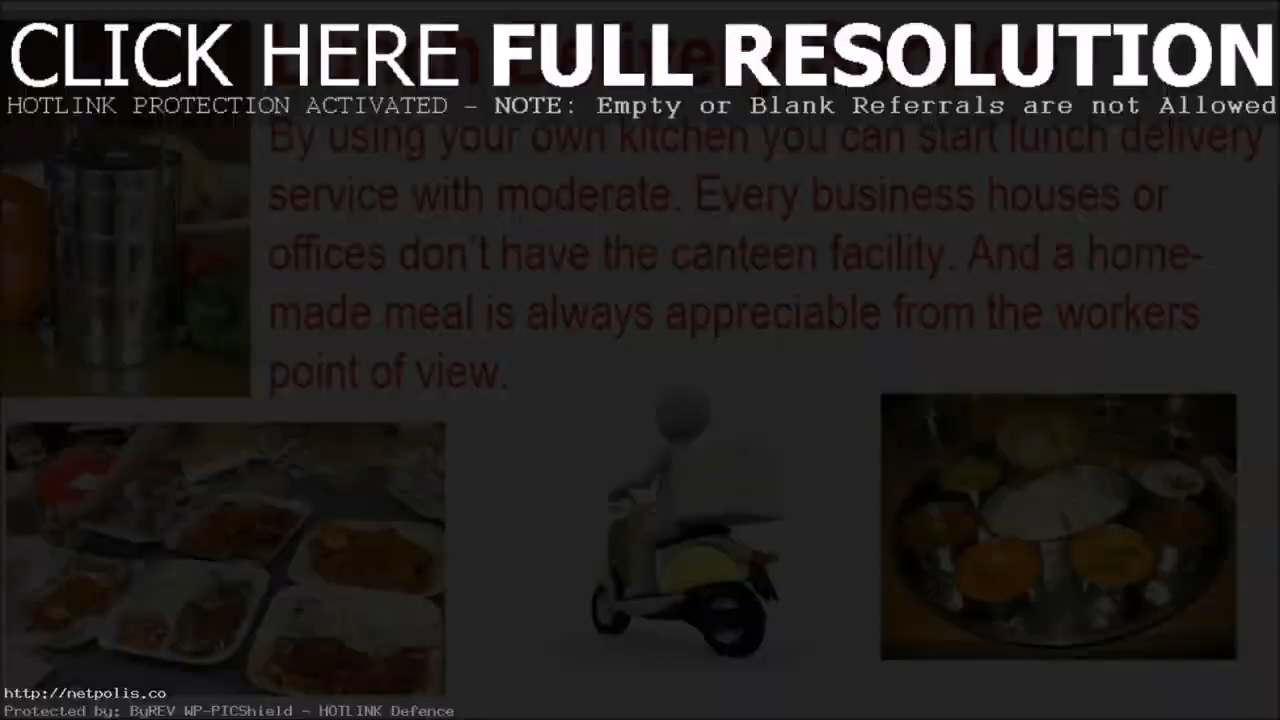 CLICK HERE FULL RESOLUTION
HOTLINK PROTECTION ACTIVATED - NOTE: Empty or Blank Referrals are not Allowed
By using your own kitchen you can start lunch delivery
service with moderate. Every business houses or
offices don't have the canteen facility. And a home-
made meal is always appreciable from the workers
point of view.
http://netpolis.co
Protected by: ByREV WP-PICShield - HOTLINK Defence